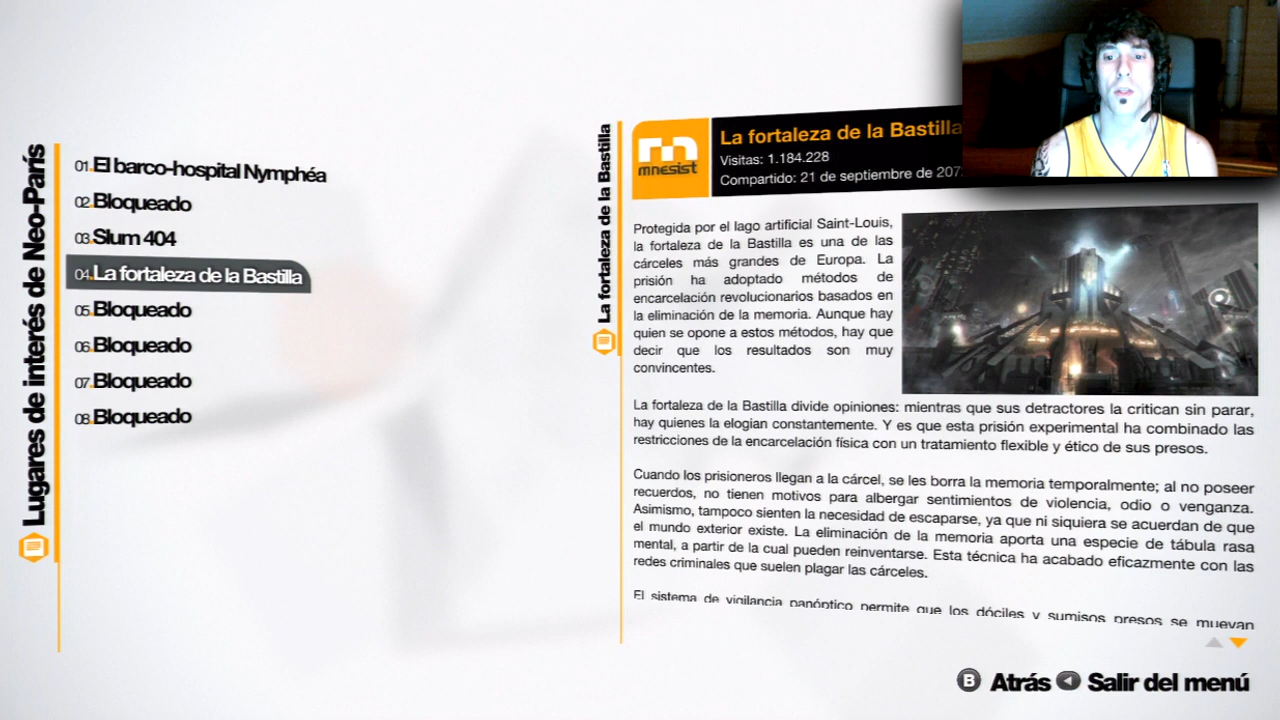 Lugares de interés de Neo-París
01.El barco-hospital Nymphéa
02.Bloqueado
03.Slum 404
04.La fortaleza de la Bastilla
05.Bloqueado
06.Bloqueado
07.Bloqueado
08.Bloqueado
La fortaleza de la Bastilla
mnesist
La fortaleza de la Bastilla
Visitas: 1.184.228
Compartido: 21 de septiembre de 207
Protegida por el lago artificial Saint-Louis,
la fortaleza de la Bastilla es una de las
cárceles más grandes de Europa. La
prisión ha adoptado métodos de
encarcelación revolucionarios basados en
la eliminación de la memoria. Aunque hay
quien se opone a estos métodos, hay que
decir que los resultados son muy
convincentes.
La fortaleza de la Bastilla divide opiniones: mientras que sus detractores la critican sin parar,
hay quienes la elogian constantemente. Y es que esta prisión experimental ha combinado las
restricciones de la encarcelación física con un tratamiento flexible y ético de sus presos.
Cuando los prisioneros llegan a la cárcel, se les borra la memoria temporalmente; al no poseer
recuerdos, no tienen motivos para albergar sentimientos de violencia, odio o venganza.
Asimismo, tampoco sienten la necesidad de escaparse, ya que ni siquiera se acuerdan de que
el mundo exterior existe. La eliminación de la memoria aporta una especie de tábula rasa
mental, a partir de la cual pueden reinventarse. Esta técnica ha acabado eficazmente con las
redes criminales que suelen plagar las cárceles.
El sistema de vigilancia panóptico permite que los dóciles y sumisos presos se muevan
B Atrás Salir del menú